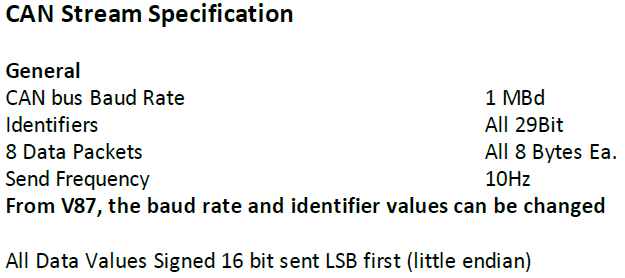 CAN Stream Specification
General
CAN bus Baud Rate 1 MBd
Identifiers All 29Bit
8 Data Packets All 8 Bytes Ea.
Send Frequency 10Hz
From V87, the baud rate and identifier values can be changed
All Data Values Signed 16 bit sent LSB first (little endian)